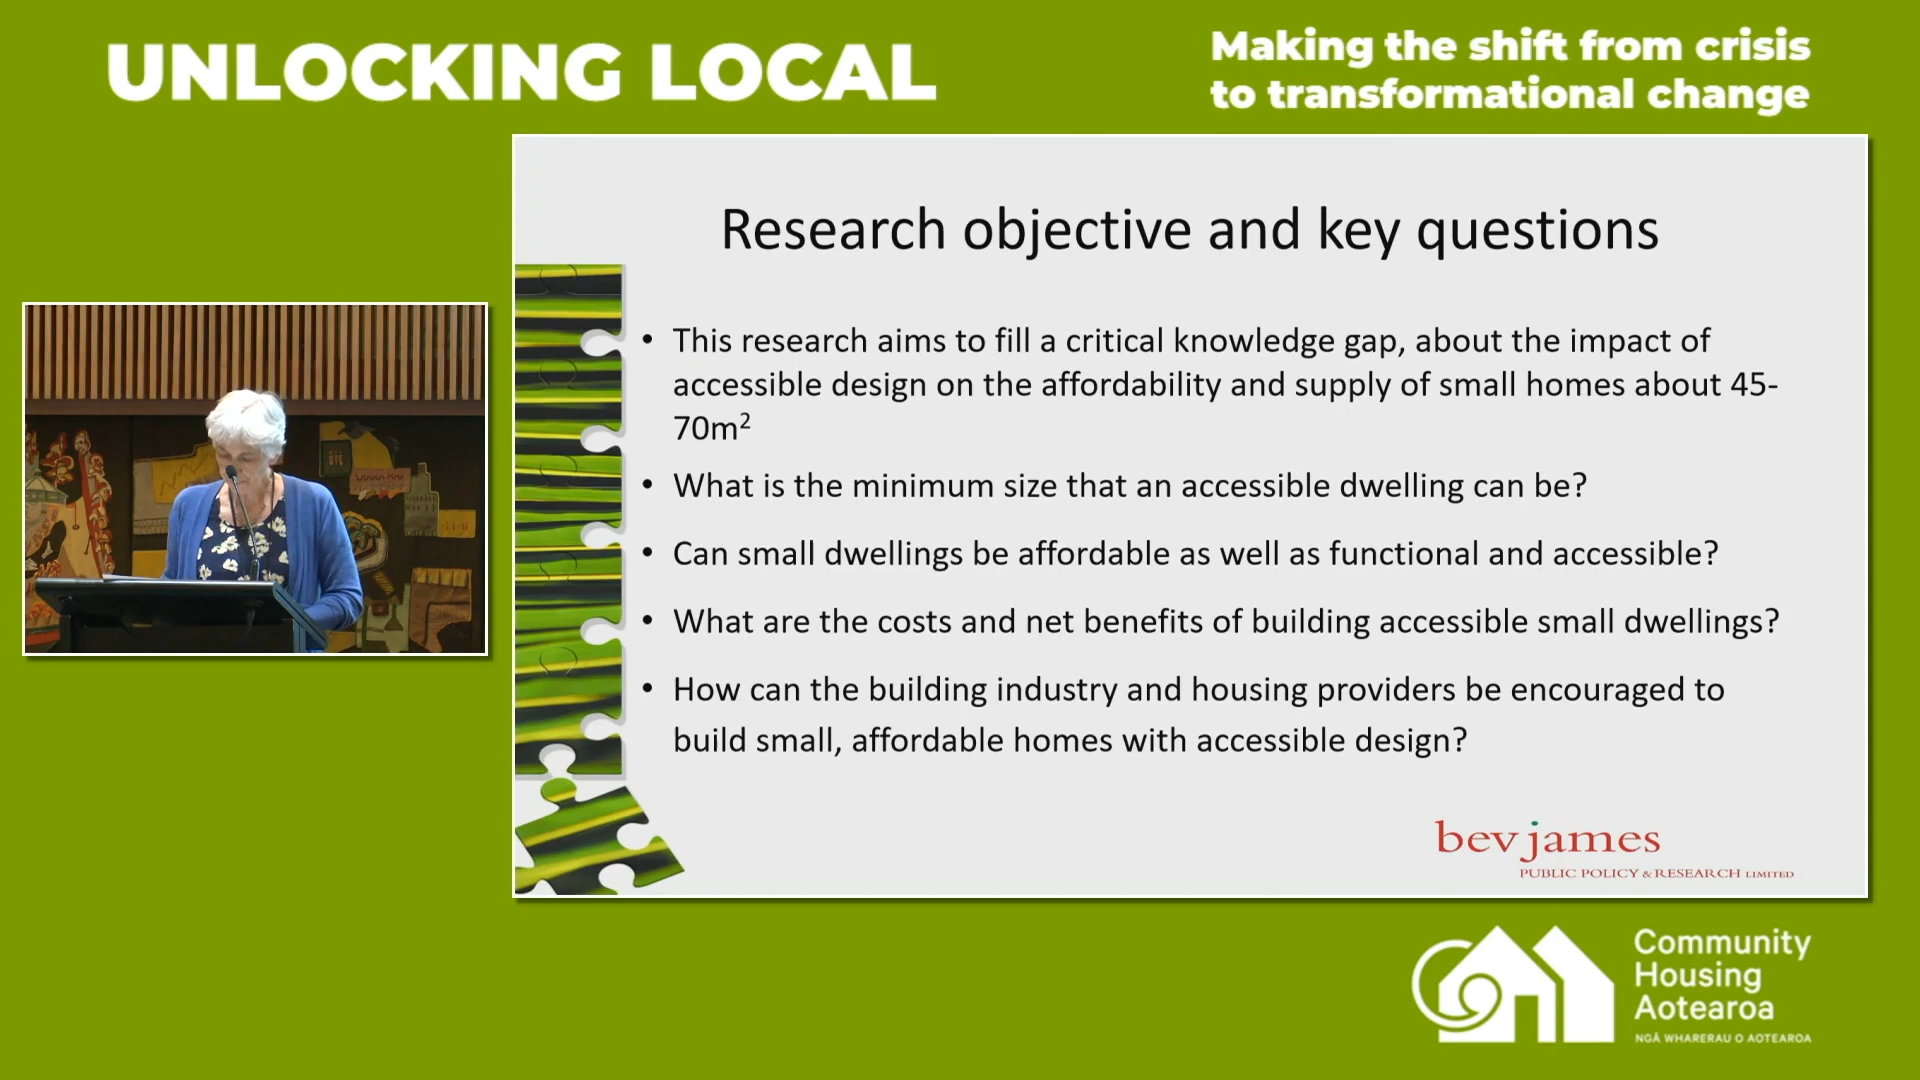 UNLOCKING LOCAL
Making the shift from crisis
to transformational change
Research objective and key questions
• This research aims to fill a critical knowledge gap, about the impact of
accessible design on the affordability and supply of small homes about 45-
70m²
• What is the minimum size that an accessible dwelling can be?
• Can small dwellings be affordable as well as functional and accessible?
• What are the costs and net benefits of building accessible small dwellings?
• How can the building industry and housing providers be encouraged to
build small, affordable homes with accessible design?
bev james
PUBLIC POLICY & RESEARCH LIMITED
Community
Housing
Aotearoa
NGĀ WHARERAU O AOTEAROA